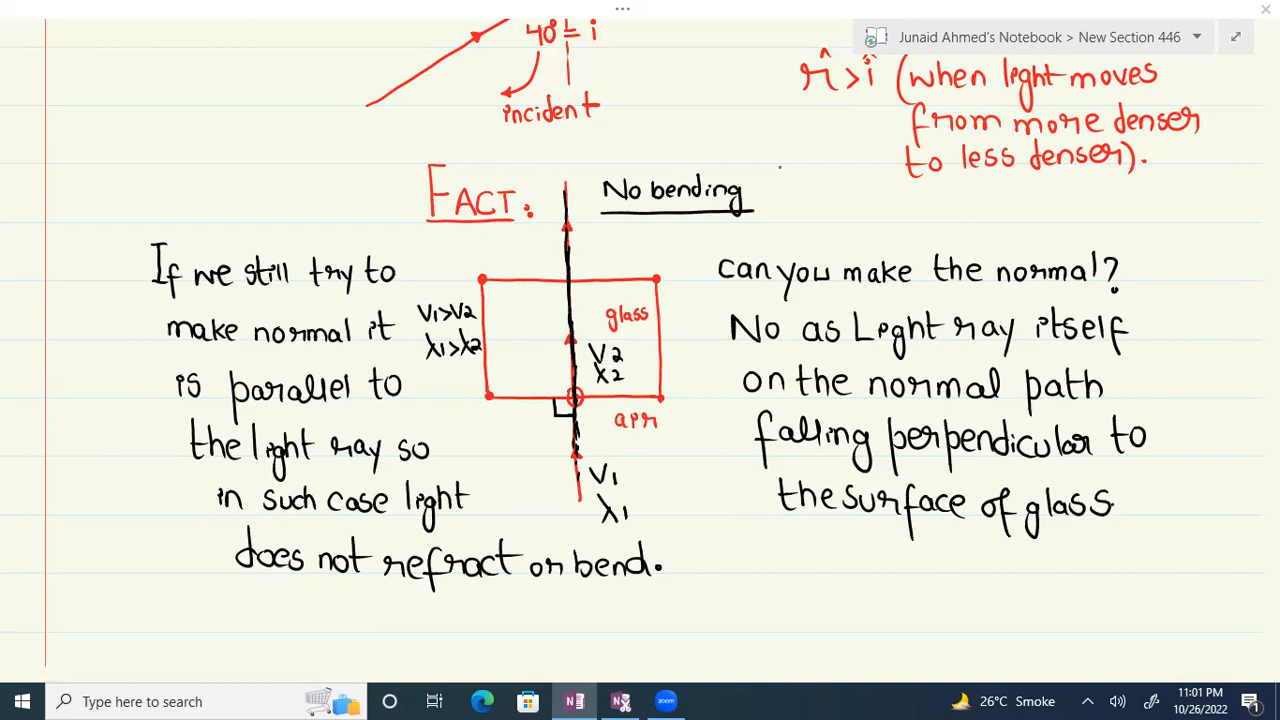 ...
Junaid Ahmed's Notebook > New Section 446
40° = i
incident
r̂ > î (when light moves
from more denser
to less denser).
FACT:
No bending
If we still try to
make normal it
is parallel to
the light ray so
in such case light
does not refract or bend.
V1>V2
λ1>λ2
glass
V2
λ2
air
V1
λ1
can you make the normal?
No as Light ray itself
on the normal path
falling perpendicular to
the surface of glass.
Type here to search
26°C Smoke
11:01 PM
10/26/2022
1